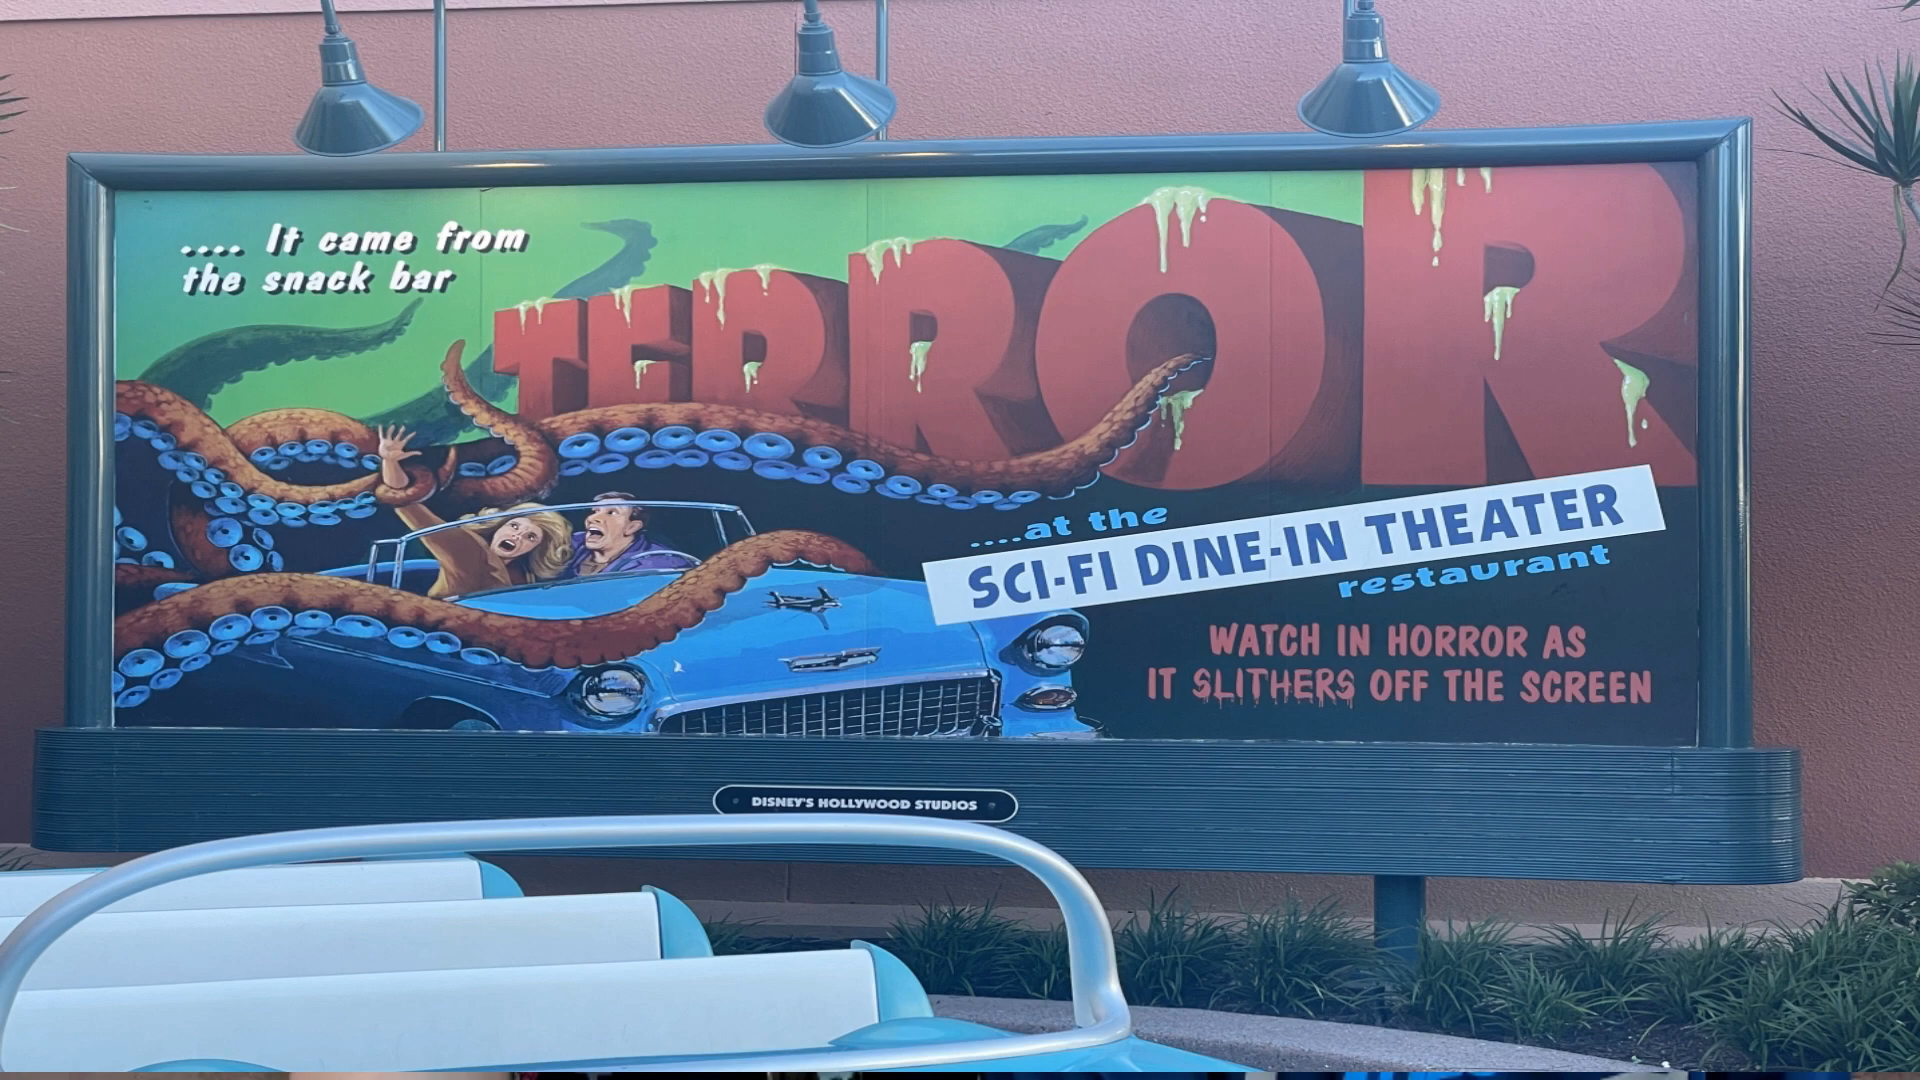 .... It came from
the snack bar
TERROR
....at the
SCI-FI DINE-IN THEATER
restaurant
WATCH IN HORROR AS
IT SLITHERS OFF THE SCREEN
DISNEY'S HOLLYWOOD STUDIOS